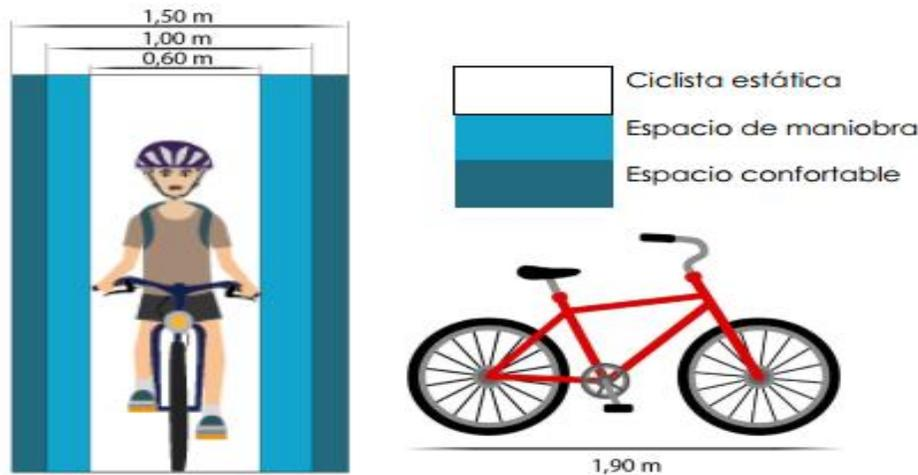 1,50 m
1,00 m
0,60 m
Ciclista estática
Espacio de maniobra
Espacio confortable
1,90 m